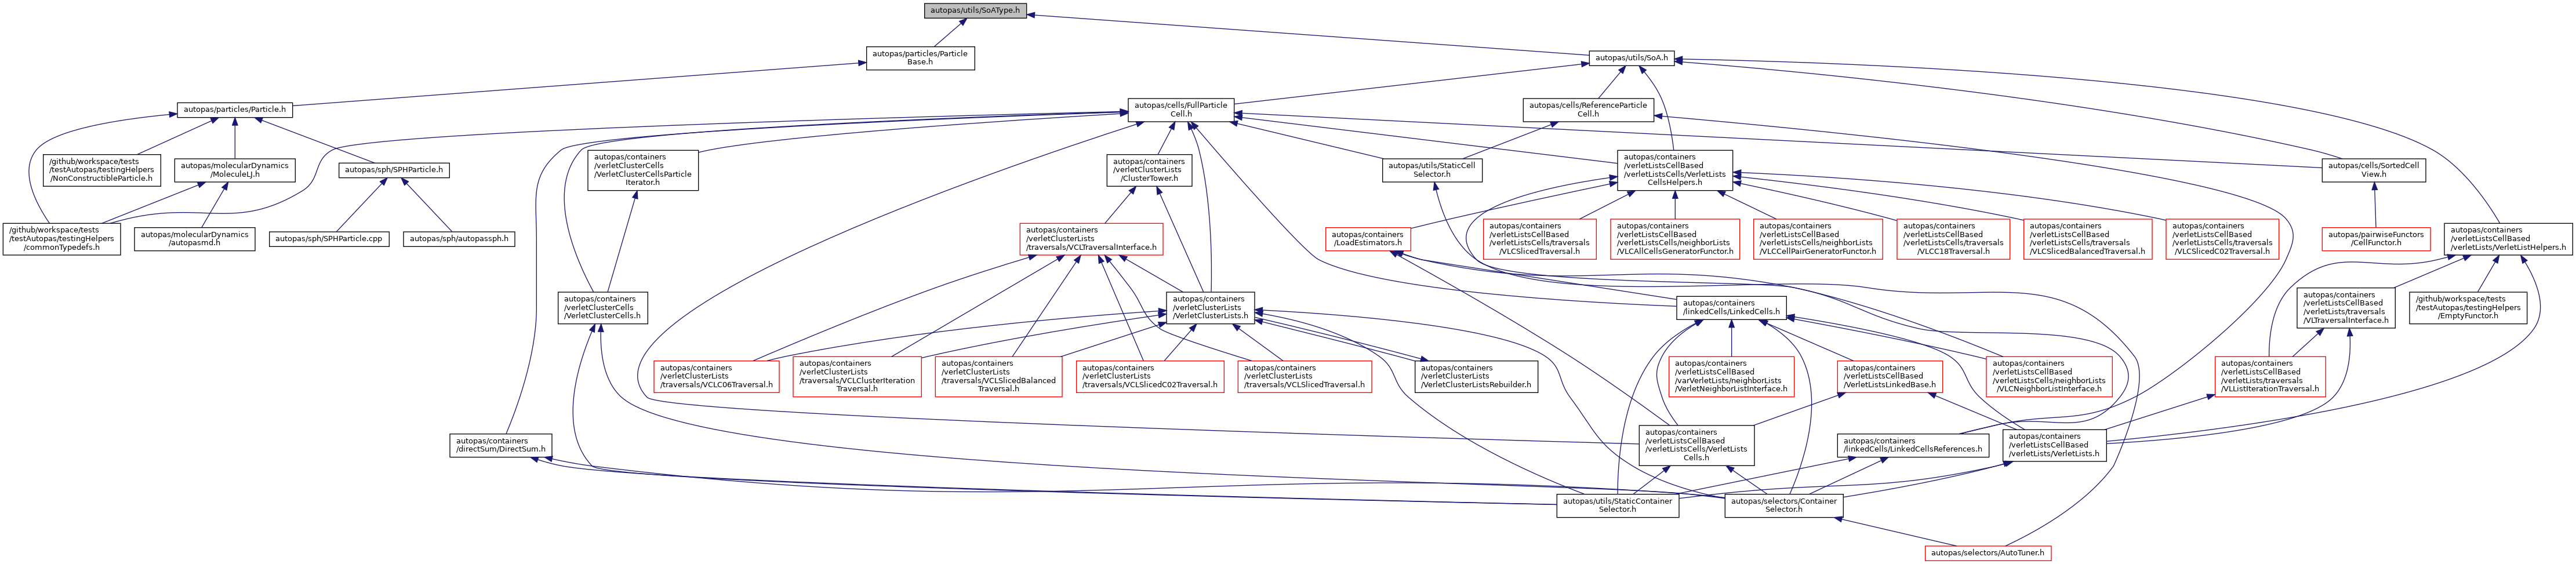 autopas/utils/SoAType.h
autopas/particles/Particle
Base.h
autopas/utils/SoA.h
autopas/particles/Particle.h
autopas/cells/FullParticle
Cell.h
autopas/cells/ReferenceParticle
Cell.h
/github/workspace/tests
/testAutopas/testingHelpers
/NonConstructibleParticle.h
autopas/molecularDynamics
/MoleculeLJ.h
autopas/sph/SPHParticle.h
autopas/containers
/verletClusterCells
/VerletClusterCellsParticle
Iterator.h
autopas/containers
/verletClusterLists
/ClusterTower.h
autopas/utils/StaticCell
Selector.h
autopas/containers
/verletListsCellBased
/verletListsCells/VerletLists
CellsHelpers.h
autopas/cells/SortedCell
View.h
/github/workspace/tests
/testAutopas/testingHelpers
/commonTypedefs.h
autopas/molecularDynamics
/autopasmd.h
autopas/sph/SPHParticle.cpp
autopas/sph/autopassph.h
autopas/containers
/verletClusterLists
/traversals/VCLTraversalInterface.h
autopas/containers
/LoadEstimators.h
autopas/containers
/verletListsCellBased
/verletListsCells/traversals
/VLCSlicedTraversal.h
autopas/containers
/verletListsCellBased
/verletListsCells/neighborLists
/VLCAllCellsGeneratorFunctor.h
autopas/containers
/verletListsCellBased
/verletListsCells/neighborLists
/VLCCellPairGeneratorFunctor.h
autopas/containers
/verletListsCellBased
/verletListsCells/traversals
/VLCC18Traversal.h
autopas/containers
/verletListsCellBased
/verletListsCells/traversals
/VLCSlicedBalancedTraversal.h
autopas/containers
/verletListsCellBased
/verletListsCells/traversals
/VLCSlicedC02Traversal.h
autopas/pairwiseFunctors
/CellFunctor.h
autopas/containers
/verletListsCellBased
/verletLists/VerletListHelpers.h
autopas/containers
/verletClusterCells
/VerletClusterCells.h
autopas/containers
/verletClusterLists
/VerletClusterLists.h
autopas/containers
/linkedCells/LinkedCells.h
autopas/containers
/verletListsCellBased
/verletLists/traversals
/VLTraversalInterface.h
/github/workspace/tests
/testAutopas/testingHelpers
/EmptyFunctor.h
autopas/containers
/verletClusterLists
/traversals/VCLC06Traversal.h
autopas/containers
/verletClusterLists
/traversals/VCLClusterIteration
Traversal.h
autopas/containers
/verletClusterLists
/traversals/VCLSlicedBalanced
Traversal.h
autopas/containers
/verletClusterLists
/traversals/VCLSlicedC02Traversal.h
autopas/containers
/verletClusterLists
/traversals/VCLSlicedTraversal.h
autopas/containers
/verletClusterLists
/VerletClusterListsRebuilder.h
autopas/containers
/verletListsCellBased
/varVerletLists/neighborLists
/VerletNeighborListInterface.h
autopas/containers
/verletListsCellBased
/VerletListsLinkedBase.h
autopas/containers
/verletListsCellBased
/verletListsCells/neighborLists
/VLCNeighborListInterface.h
autopas/containers
/verletListsCellBased
/verletLists/traversals
/VLListIterationTraversal.h
autopas/containers
/directSum/DirectSum.h
autopas/containers
/verletListsCellBased
/verletListsCells/VerletLists
Cells.h
autopas/containers
/linkedCells/LinkedCellsReferences.h
autopas/containers
/verletListsCellBased
/verletLists/VerletLists.h
autopas/utils/StaticContainer
Selector.h
autopas/selectors/Container
Selector.h
autopas/selectors/AutoTuner.h